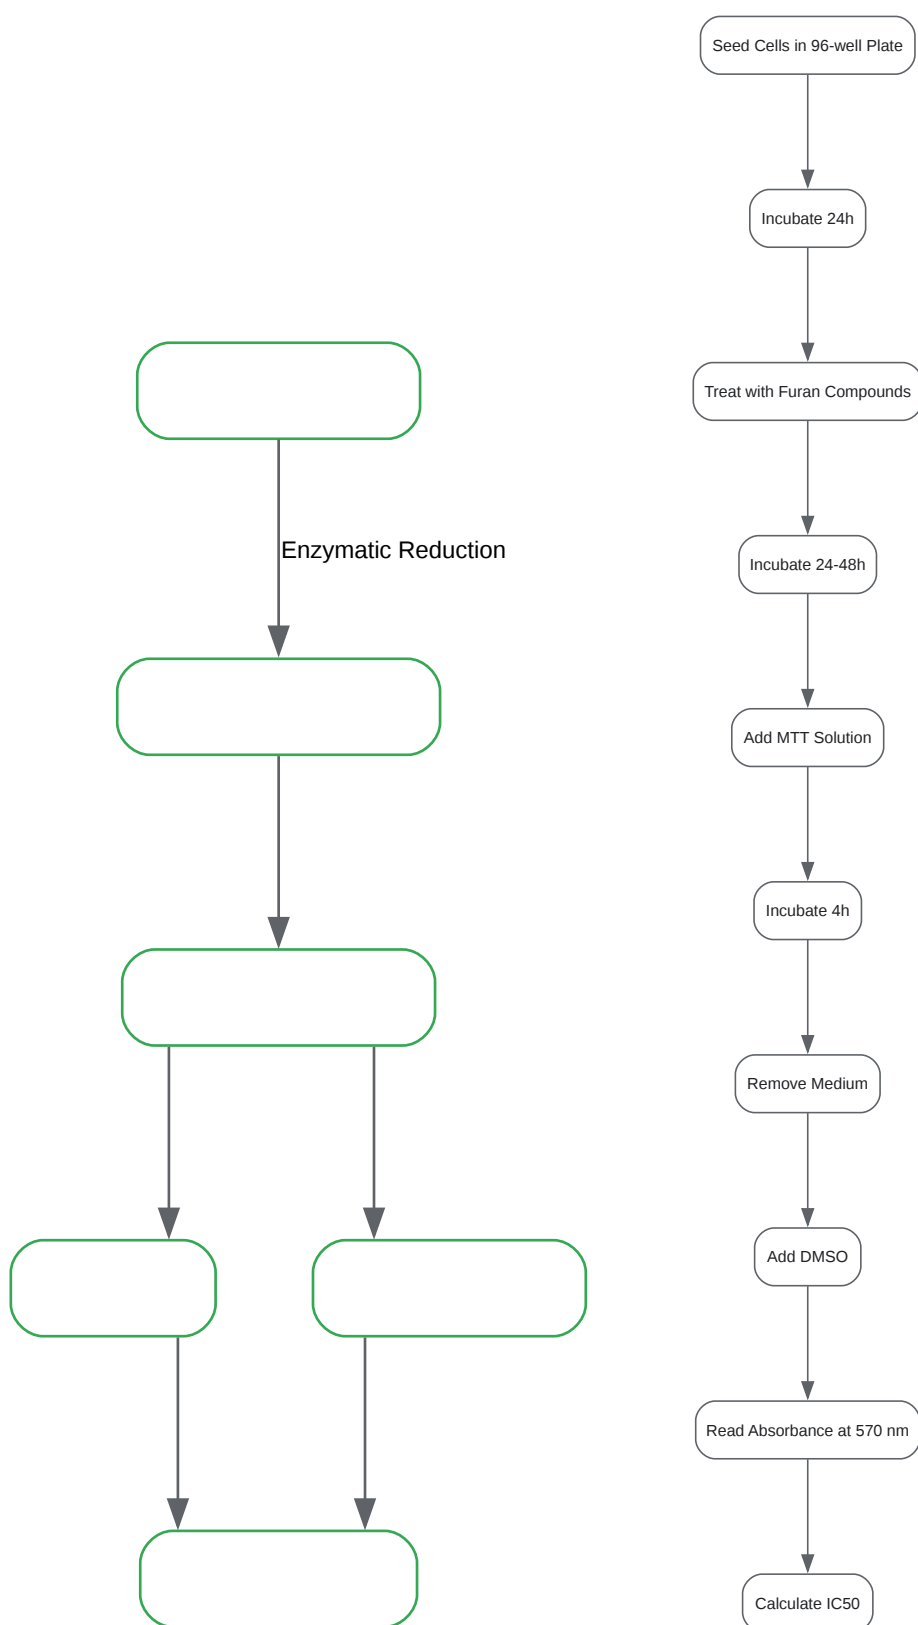 Enzymatic Reduction
Seed Cells in 96-well Plate
Incubate 24h
Treat with Furan Compounds
Incubate 24-48h
Add MTT Solution
Incubate 4h
Remove Medium
Add DMSO
Read Absorbance at 570 nm
Calculate IC50